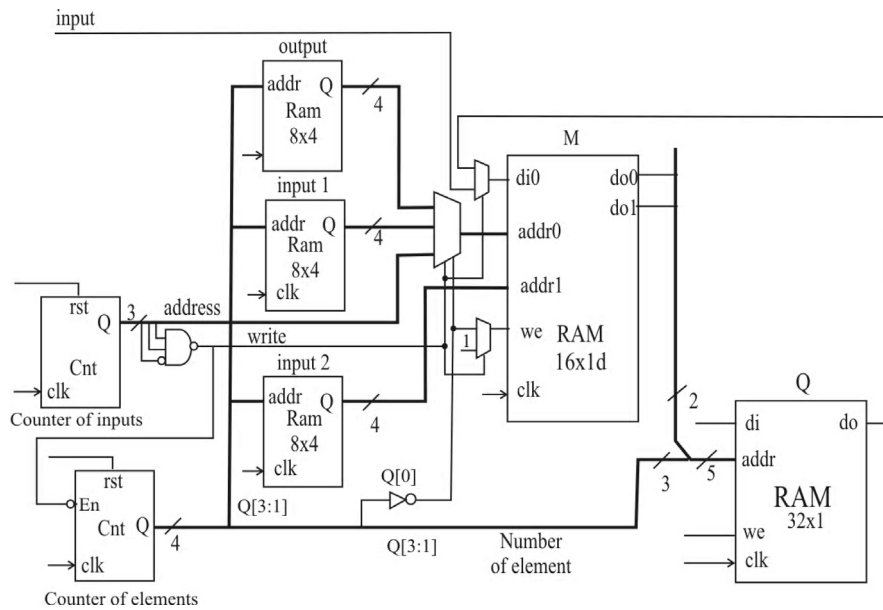 input
output
addr Q
Ram
8x4
4
input 1
addr Q
Ram
8x4
clk
4
M
di0
do0
do1
addr0
addr1
we
RAM
16x1d
clk
1
rst
Q
Cnt
clk
Counter of inputs
3
address
write
input 2
addr Q
Ram
8x4
clk
4
rst
En
Cnt Q
clk
Counter of elements
4
Q[3:1]
Q[0]
Q[3:1]
Number
of element
2
3
5
Q
di do
addr
RAM
32x1
we
clk